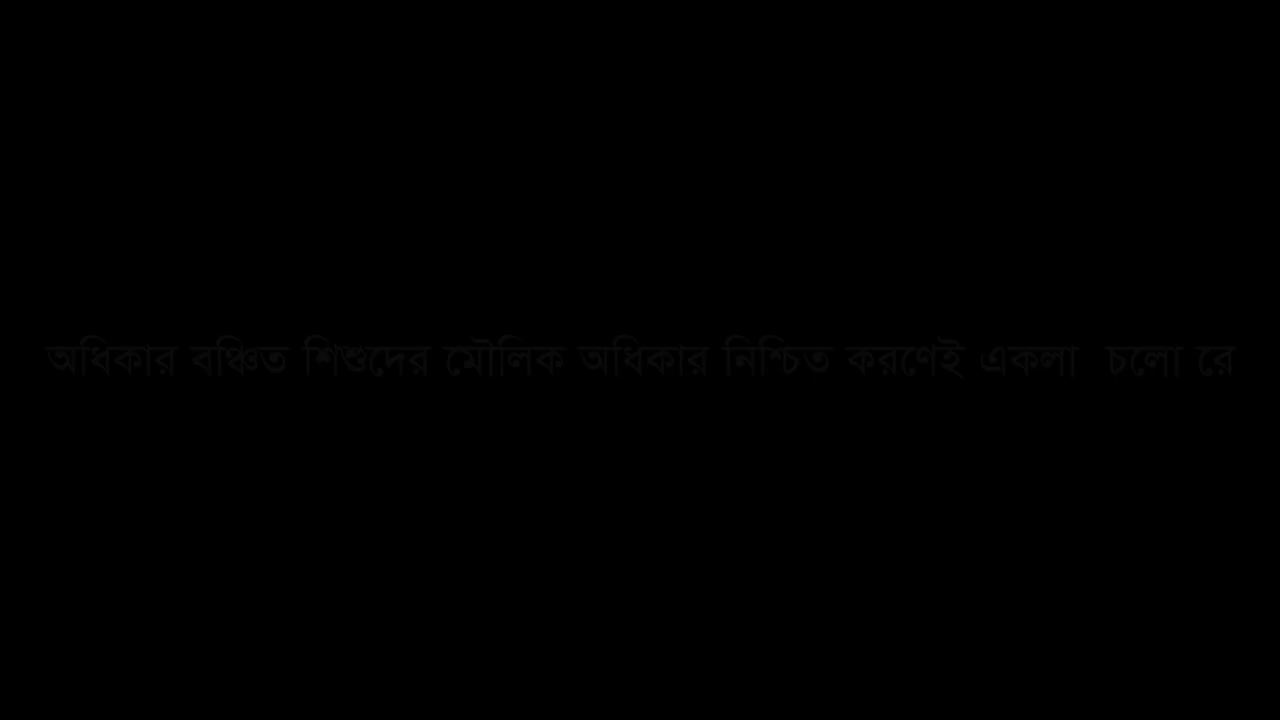 অধিকার বঞ্চিত শিশুদের মৌলিক অধিকার নিশ্চিত করণেই একলা চলো রে